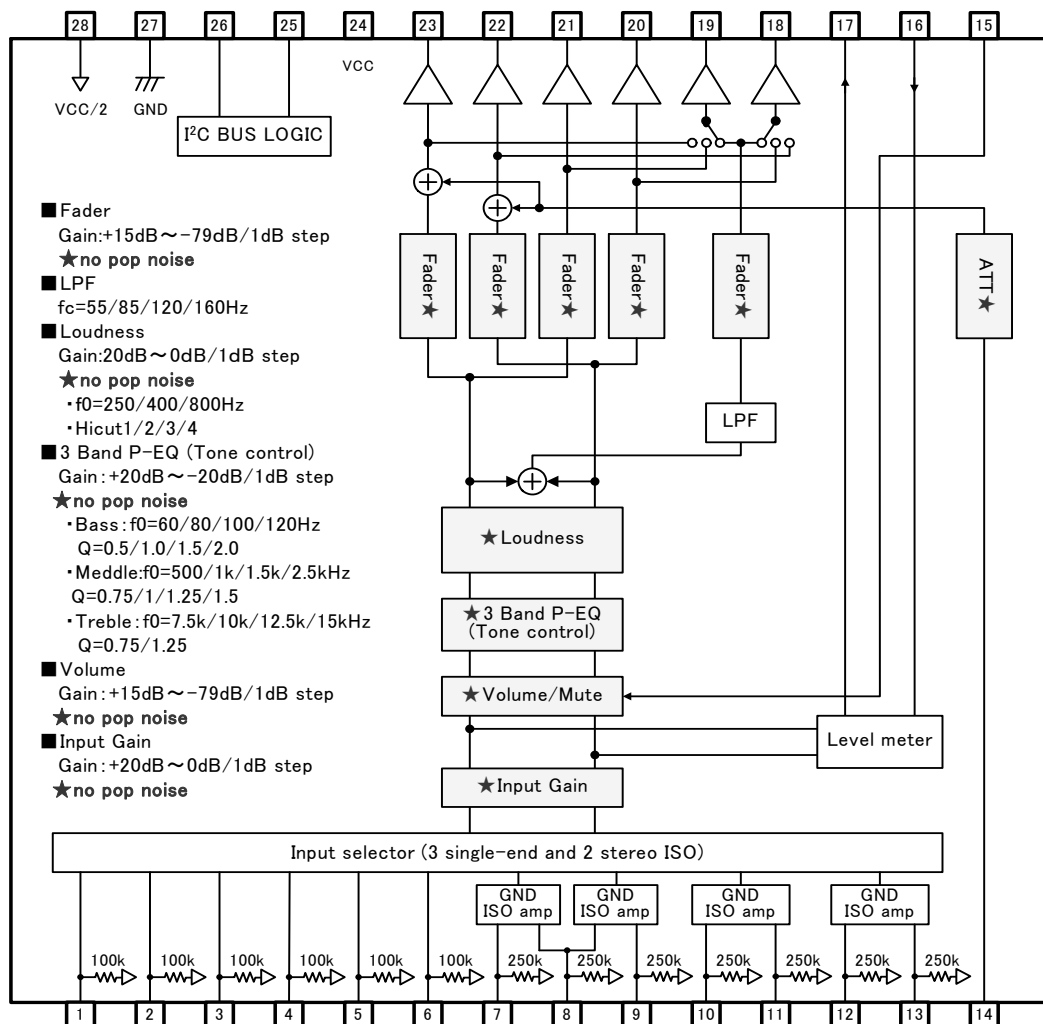 28 27 26 25 24 23 22 21 20 19 18 17 16 15
VCC
VCC/2 GND
I²C BUS LOGIC
■Fader
Gain:+15dB～-79dB/1dB step
★no pop noise
■LPF
fc=55/85/120/160Hz
■Loudness
Gain:20dB～0dB/1dB step
★no pop noise
・f0=250/400/800Hz
・Hicut1/2/3/4
■3 Band P-EQ (Tone control)
Gain:+20dB～-20dB/1dB step
★no pop noise
・Bass:f0=60/80/100/120Hz
Q=0.5/1.0/1.5/2.0
・Meddle:f0=500/1k/1.5k/2.5kHz
Q=0.75/1/1.25/1.5
・Treble:f0=7.5k/10k/12.5k/15kHz
Q=0.75/1.25
■Volume
Gain:+15dB～-79dB/1dB step
★no pop noise
■Input Gain
Gain:+20dB～0dB/1dB step
★no pop noise
Fader★
Fader★
Fader★
Fader★
Fader★
ATT★
LPF
★Loudness
★3 Band P-EQ
(Tone control)
★Volume/Mute
Level meter
★Input Gain
Input selector (3 single-end and 2 stereo ISO)
GND
ISO amp
GND
ISO amp
GND
ISO amp
GND
ISO amp
100k 100k 100k 100k 100k 100k 250k 250k 250k 250k 250k 250k 250k
1 2 3 4 5 6 7 8 9 10 11 12 13 14